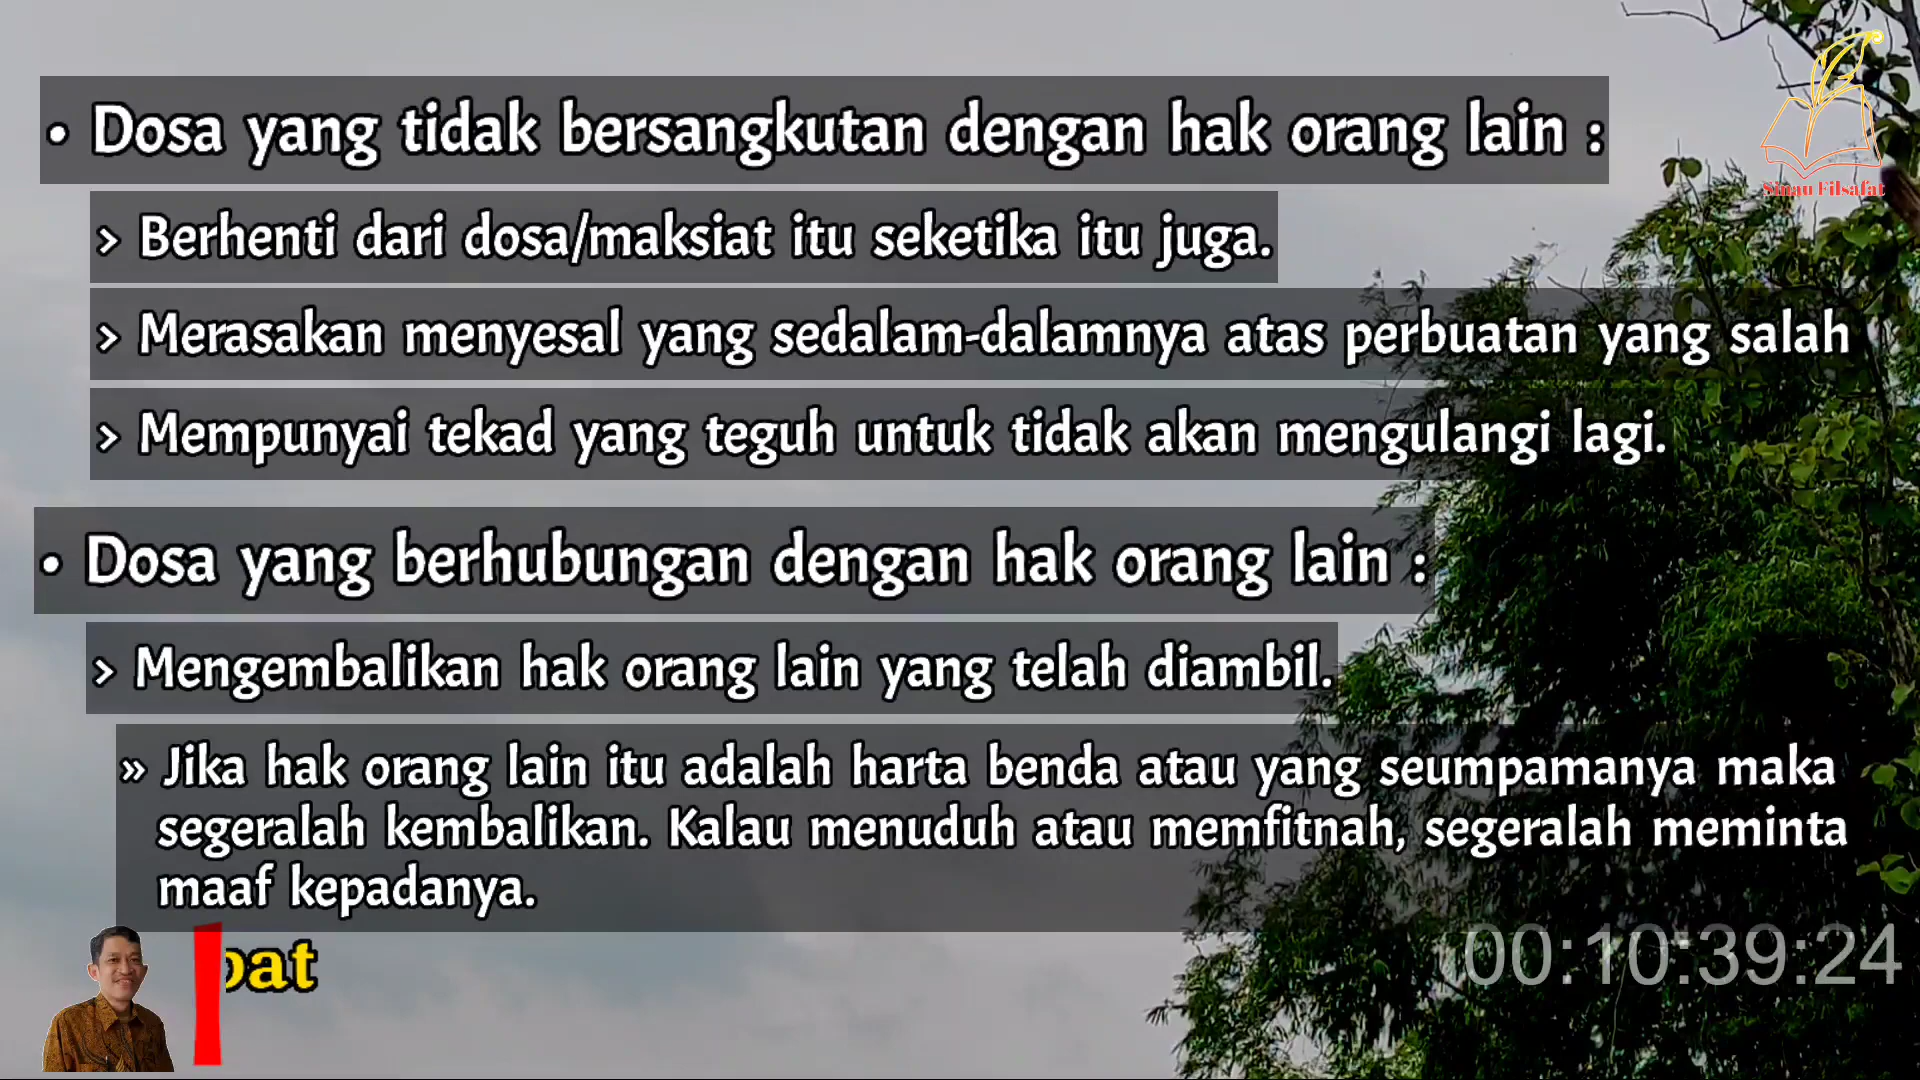 Sinau Filsafat
• Dosa yang tidak bersangkutan dengan hak orang lain :
> Berhenti dari dosa/maksiat itu seketika itu juga.
> Merasakan menyesal yang sedalam-dalamnya atas perbuatan yang salah
> Mempunyai tekad yang teguh untuk tidak akan mengulangi lagi.
• Dosa yang berhubungan dengan hak orang lain :
> Mengembalikan hak orang lain yang telah diambil.
» Jika hak orang lain itu adalah harta benda atau yang seumpamanya maka
segeralah kembalikan. Kalau menuduh atau memfitnah, segeralah meminta
maaf kepadanya.
00:10:39:24